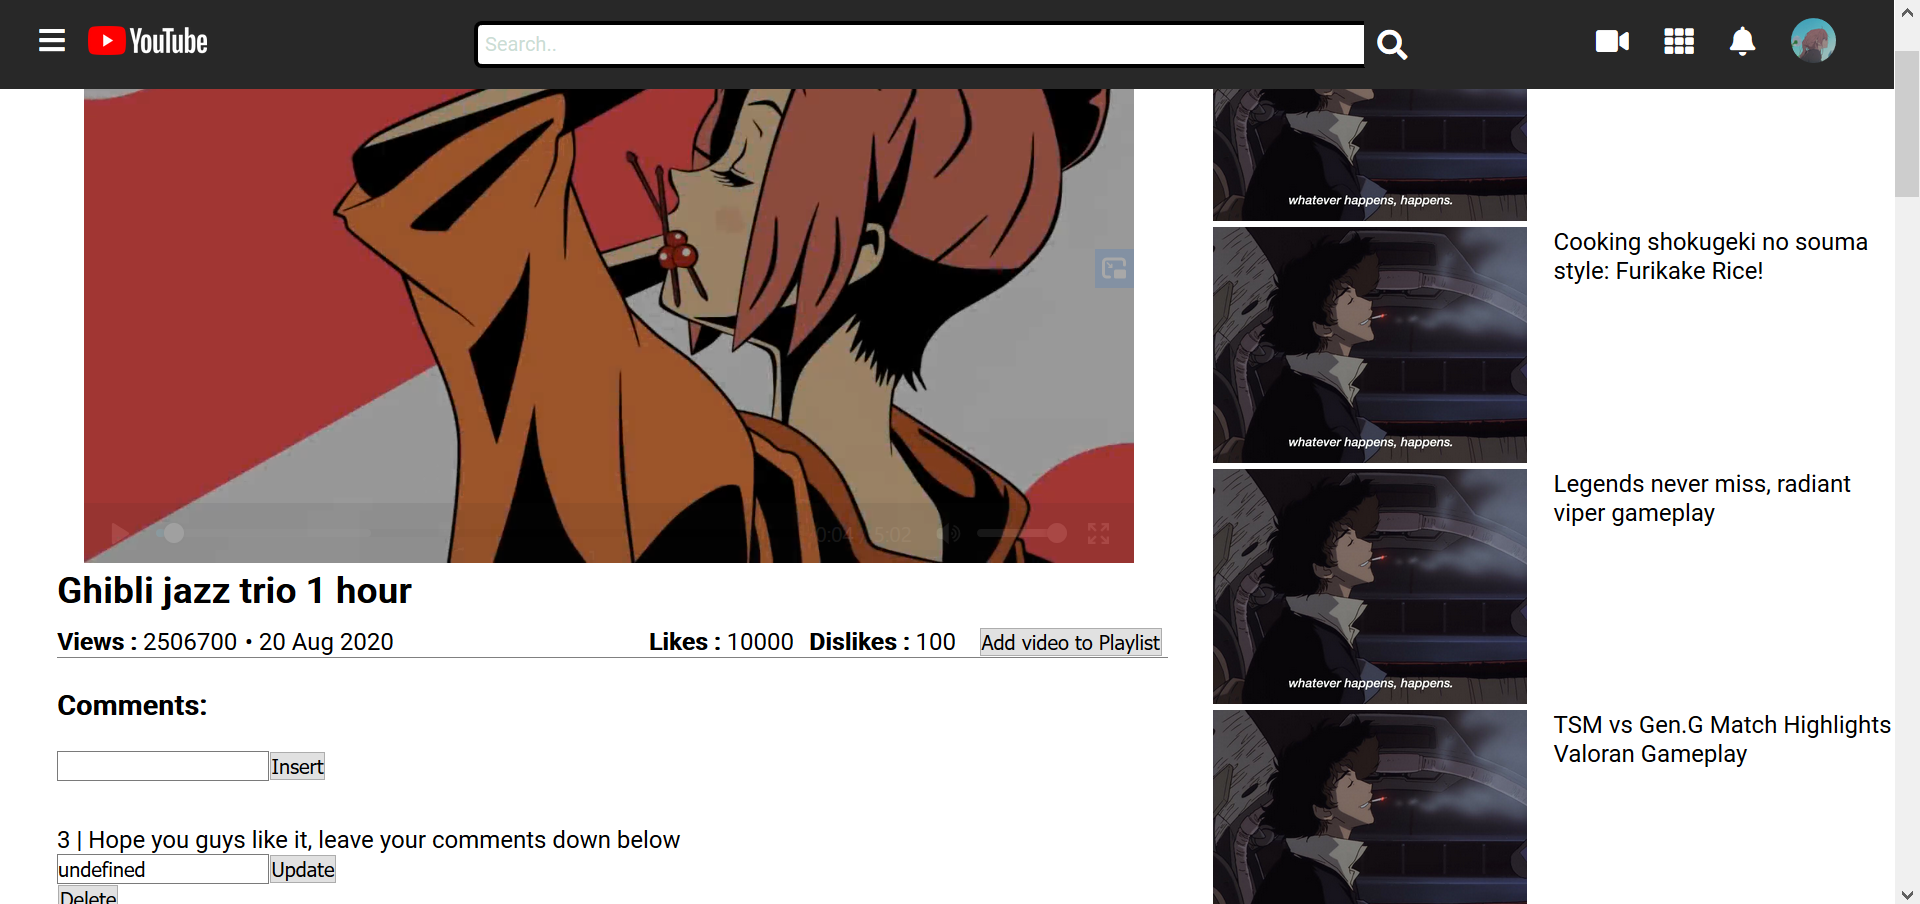 YouTube
Search..
whatever happens, happens.
Cooking shokugeki no souma
style: Furikake Rice!
whatever happens, happens.
Legends never miss, radiant
viper gameplay
whatever happens, happens.
0:04 / 5:02
Ghibli jazz trio 1 hour
Views : 2506700 • 20 Aug 2020
Likes : 10000 Dislikes : 100 Add video to Playlist
TSM vs Gen.G Match Highlights
Valoran Gameplay
Comments:
Insert
3 | Hope you guys like it, leave your comments down below
undefined Update
Delete